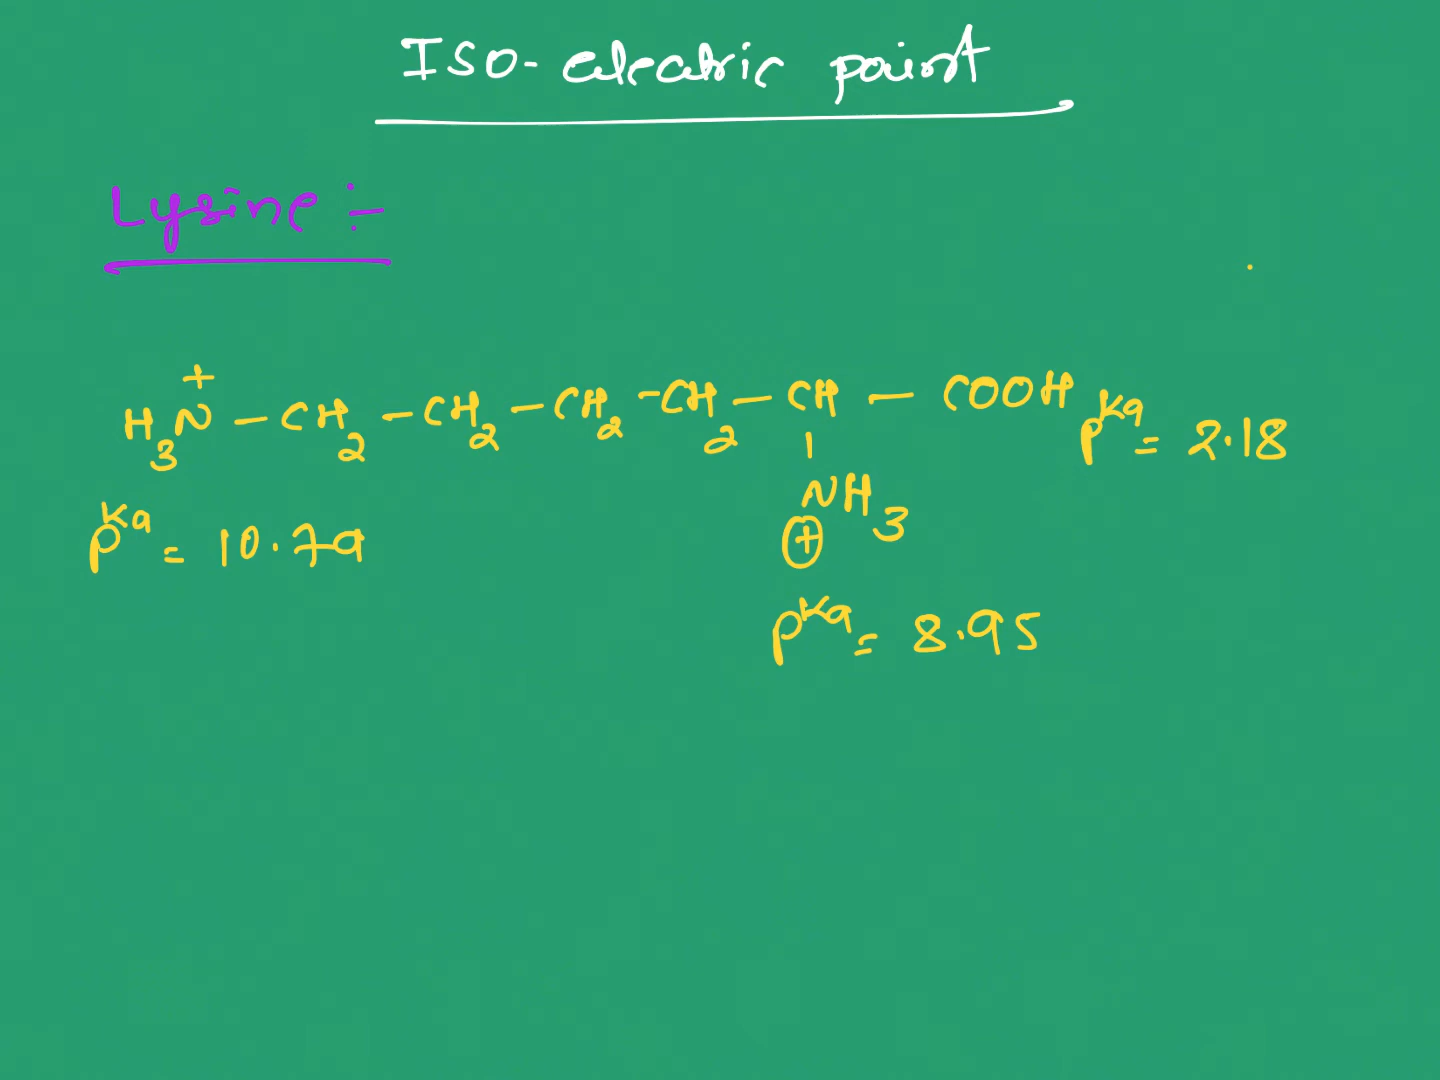 ISO-electric point
Lysine :-
H₃N⁺ — CH₂ — CH₂ — CH₂ — CH₂ — CH — COOH pKa = 2.18
NH₃
⊕
pKa = 10.79
pKa = 8.95